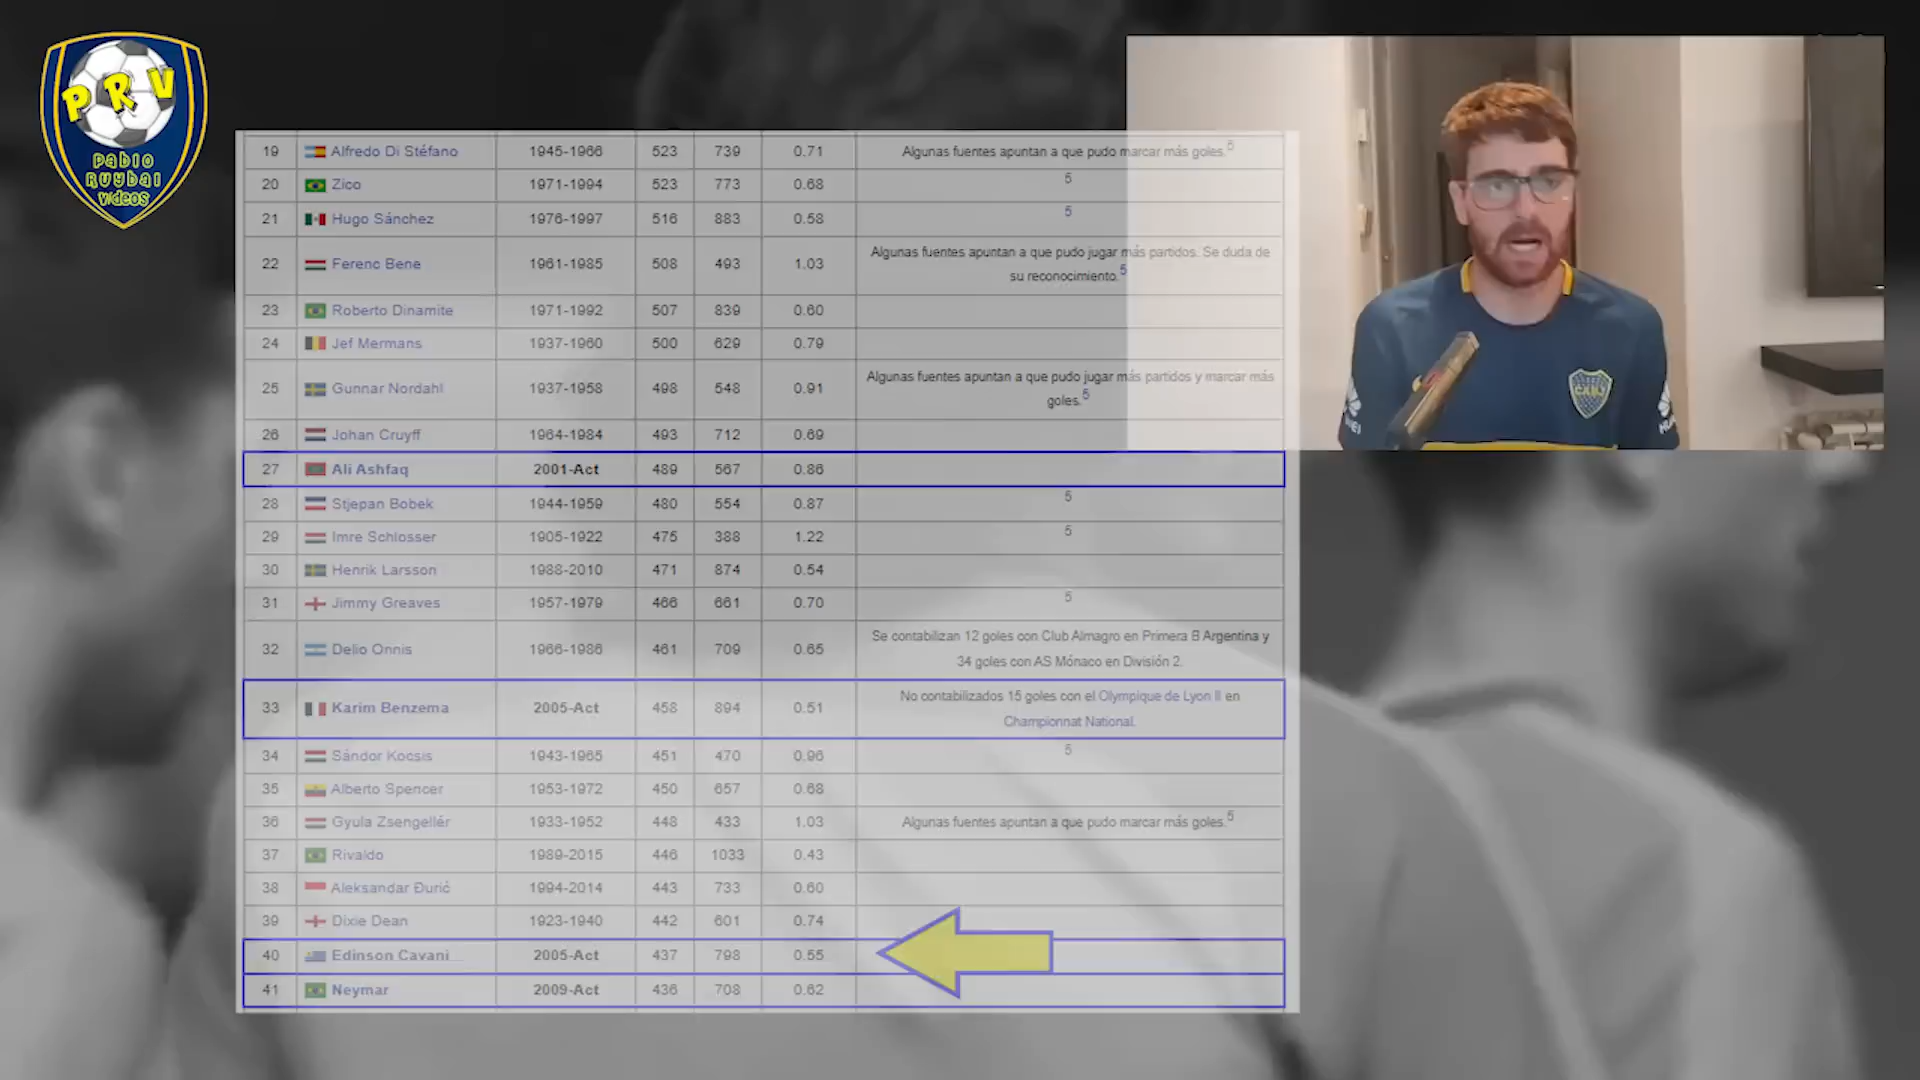 P R V
Pablo
Ruybal
Videos
19 Alfredo Di Stéfano 1945-1966 523 739 0.71 Algunas fuentes apuntan a que pudo marcar más goles.5
20 Zico 1971-1994 523 773 0.68 5
21 Hugo Sánchez 1976-1997 516 883 0.58 5
22 Ferenc Bene 1961-1985 508 493 1.03 Algunas fuentes apuntan a que pudo jugar más partidos. Se duda de
su reconocimiento.5
23 Roberto Dinamite 1971-1992 507 839 0.60
24 Jef Mermans 1937-1960 500 629 0.79
25 Gunnar Nordahl 1937-1958 498 548 0.91 Algunas fuentes apuntan a que pudo jugar más partidos y marcar más
goles.5
26 Johan Cruyff 1964-1984 493 712 0.69
27 Ali Ashfaq 2001-Act 489 567 0.86
28 Stjepan Bobek 1944-1959 480 554 0.87 5
29 Imre Schlosser 1905-1922 475 388 1.22 5
30 Henrik Larsson 1988-2010 471 874 0.54
31 Jimmy Greaves 1957-1979 466 661 0.70 5
32 Delio Onnis 1966-1986 461 709 0.65 Se contabilizan 12 goles con Club Almagro en Primera B Argentina y
34 goles con AS Mónaco en División 2.
33 Karim Benzema 2005-Act 458 894 0.51 No contabilizados 15 goles con el Olympique de Lyon II en
Championnat National.
34 Sándor Kocsis 1943-1965 451 470 0.96 5
35 Alberto Spencer 1953-1972 450 657 0.68
36 Gyula Zsengellér 1933-1952 448 433 1.03 Algunas fuentes apuntan a que pudo marcar más goles.5
37 Rivaldo 1989-2015 446 1033 0.43
38 Aleksandar Đurić 1994-2014 443 733 0.60
39 Dixie Dean 1923-1940 442 601 0.74
40 Edinson Cavani 2005-Act 437 798 0.55
41 Neymar 2009-Act 436 708 0.62
CABJ